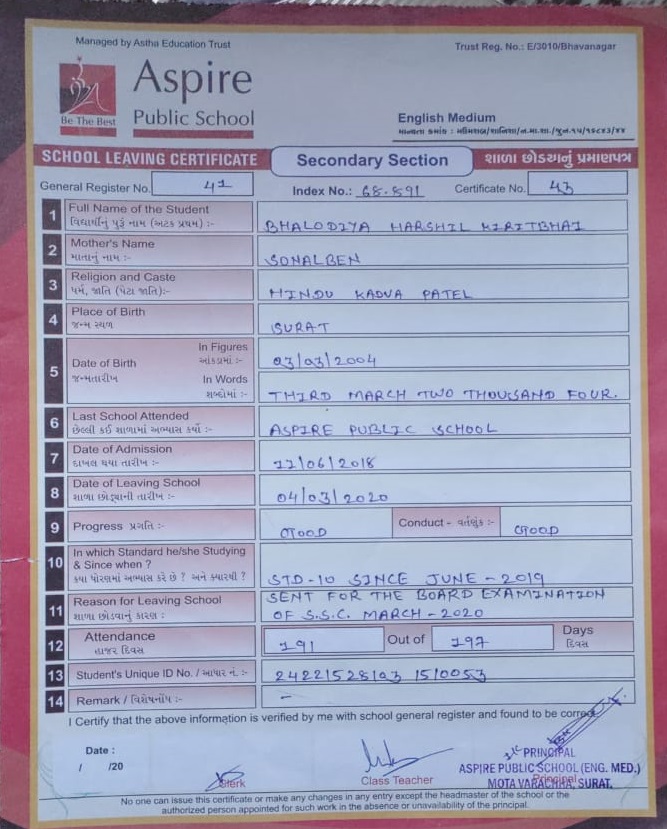 Managed by Astha Education Trust
Trust Reg. No.: E/3010/Bhavanagar
Aspire
Public School
Be The Best
English Medium
SCHOOL LEAVING CERTIFICATE
Secondary Section
શાળા છોડયાનું પ્રમાણપત્ર
General Register No. 41
Index No.: 68.891
Certificate No. 43
1 Full Name of the Student
વિદ્યાર્થીનું પુરૂં નામ (અટક પ્રથમ) :-
BHALODIYA HARSHIL KIRITBHAI
2 Mother's Name
માતાનું નામ :-
SONALBEN
3 Religion and Caste
ધર્મ, જાતિ (પેટા જાતિ):-
HINDU KADVA PATEL
4 Place of Birth
જન્મ સ્થળ
SURAT
5 Date of Birth
જન્મતારીખ
In Figures
આંકડામાં :-
03/03/2004
In Words
શબ્દોમાં :-
THIRD MARCH TWO THOUSAND FOUR.
6 Last School Attended
છેલ્લી કઈ શાળામાં અભ્યાસ કર્યો :-
ASPIRE PUBLIC SCHOOL
7 Date of Admission
દાખલ થયા તારીખ :-
11/06/2018
8 Date of Leaving School
શાળા છોડ્યાની તારીખ :-
04/03/2020
9 Progress પ્રગતિ :-
GOOD
Conduct - વર્તણુંક :-
GOOD
10 In which Standard he/she Studying
& Since when ?
કયા ધોરણમાં અભ્યાસ કરે છે ? અને કયારથી ?
STD-10 SINCE JUNE - 2019
11 Reason for Leaving School
શાળા છોડવાનું કારણ :
SENT FOR THE BOARD EXAMINATION
OF S.S.C. MARCH - 2020
12 Attendance
હાજર દિવસ
191
Out of
197
Days
દિવસ
13 Student's Unique ID No. / આધાર નં. :-
24221528103 1510053
14 Remark / વિશેષનોંધ :-
–
I Certify that the above information is verified by me with school general register and found to be correct.
Date :
/ /20
Clerk
Class Teacher
Principal
PRINCIPAL
ASPIRE PUBLIC SCHOOL (ENG. MED.)
MOTA VARACHHA, SURAT.
No one can issue this certificate or make any changes in any entry except the headmaster of the school or the
authorized person appointed for such work in the absence or unavailability of the principal.